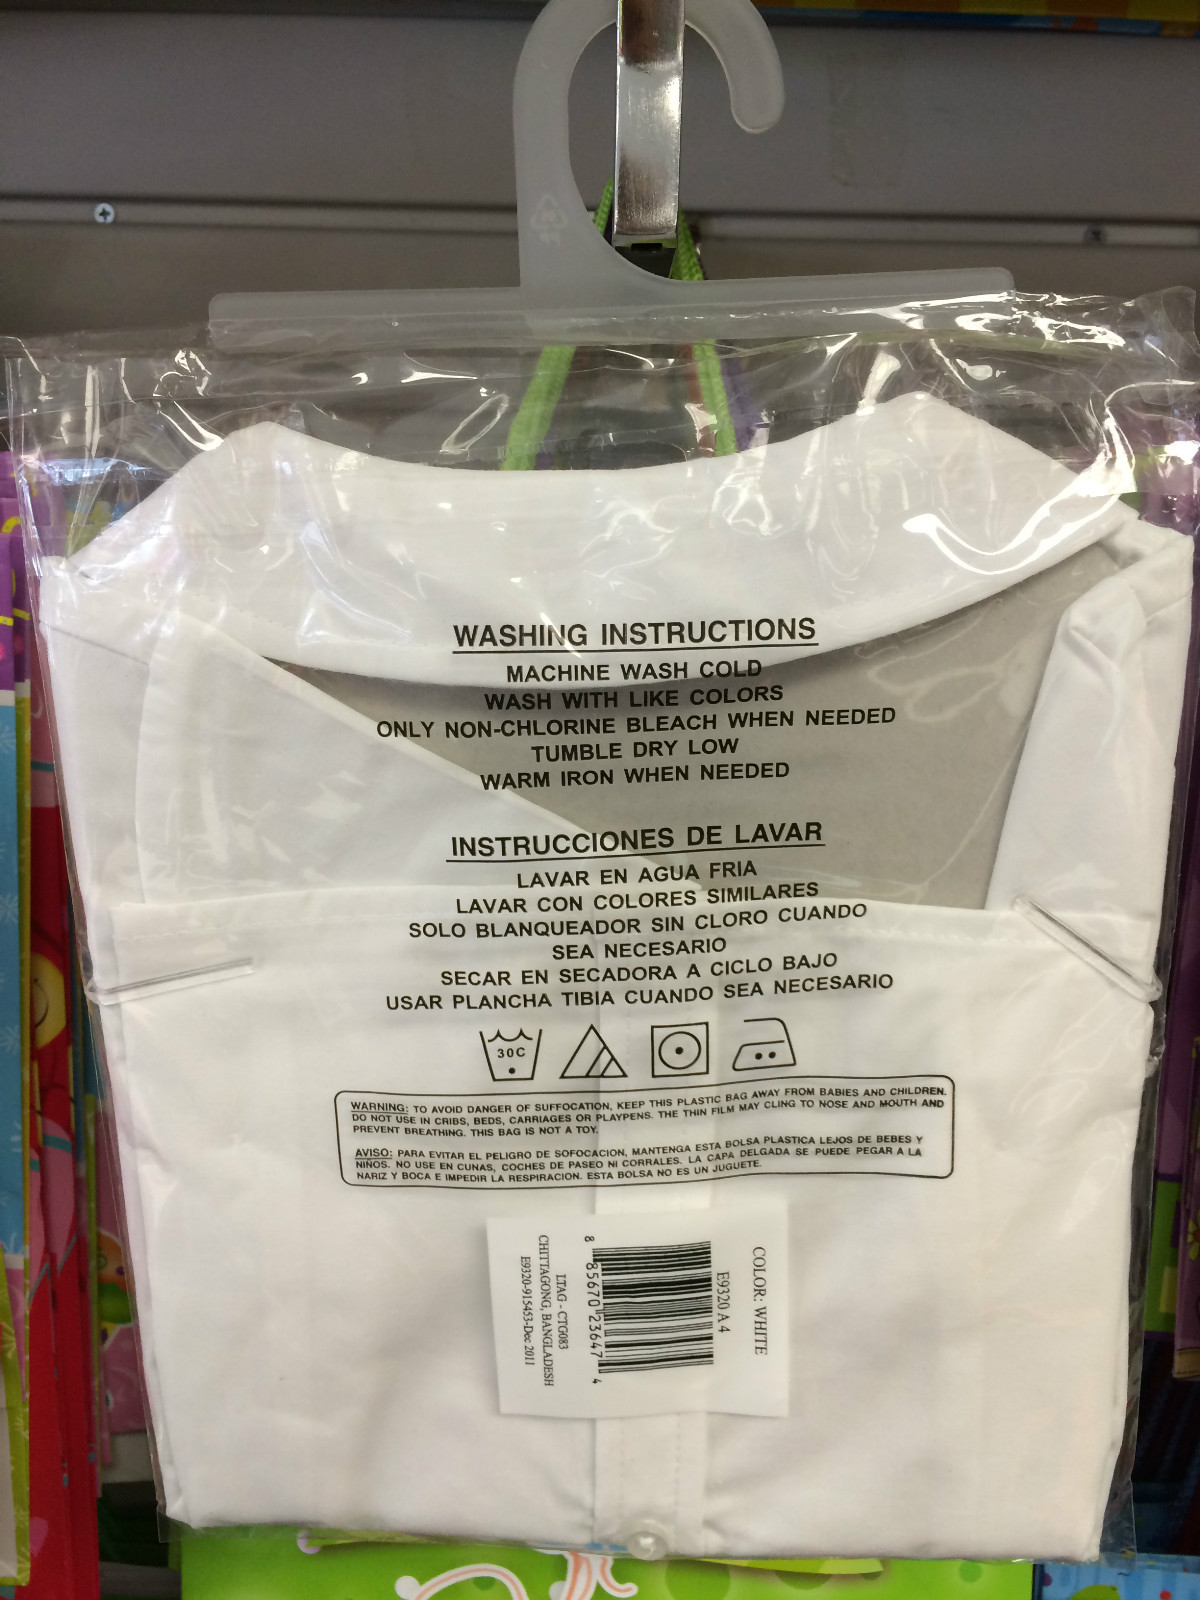 WASHING INSTRUCTIONS
MACHINE WASH COLD
WASH WITH LIKE COLORS
ONLY NON-CHLORINE BLEACH WHEN NEEDED
TUMBLE DRY LOW
WARM IRON WHEN NEEDED
INSTRUCCIONES DE LAVAR
LAVAR EN AGUA FRIA
LAVAR CON COLORES SIMILARES
SOLO BLANQUEADOR SIN CLORO CUANDO
SEA NECESARIO
SECAR EN SECADORA A CICLO BAJO
USAR PLANCHA TIBIA CUANDO SEA NECESARIO
30C
WARNING: TO AVOID DANGER OF SUFFOCATION, KEEP THIS PLASTIC BAG AWAY FROM BABIES AND CHILDREN.
DO NOT USE IN CRIBS, BEDS, CARRIAGES OR PLAYPENS. THE THIN FILM MAY CLING TO NOSE AND MOUTH AND
PREVENT BREATHING. THIS BAG IS NOT A TOY.
AVISO: PARA EVITAR EL PELIGRO DE SOFOCACION, MANTENGA ESTA BOLSA PLASTICA LEJOS DE BEBES Y
NIÑOS. NO USE EN CUNAS, COCHES DE PASEO NI CORRALES. LA CAPA DELGADA SE PUEDE PEGAR A LA
NARIZ Y BOCA E IMPEDIR LA RESPIRACION. ESTA BOLSA NO ES UN JUGUETE.
COLOR: WHITE
E9320 A 4
8 85670 23647 4
LTAG - CTG083
CHITTAGONG, BANGLADESH
E9320-915453-Dec 2011